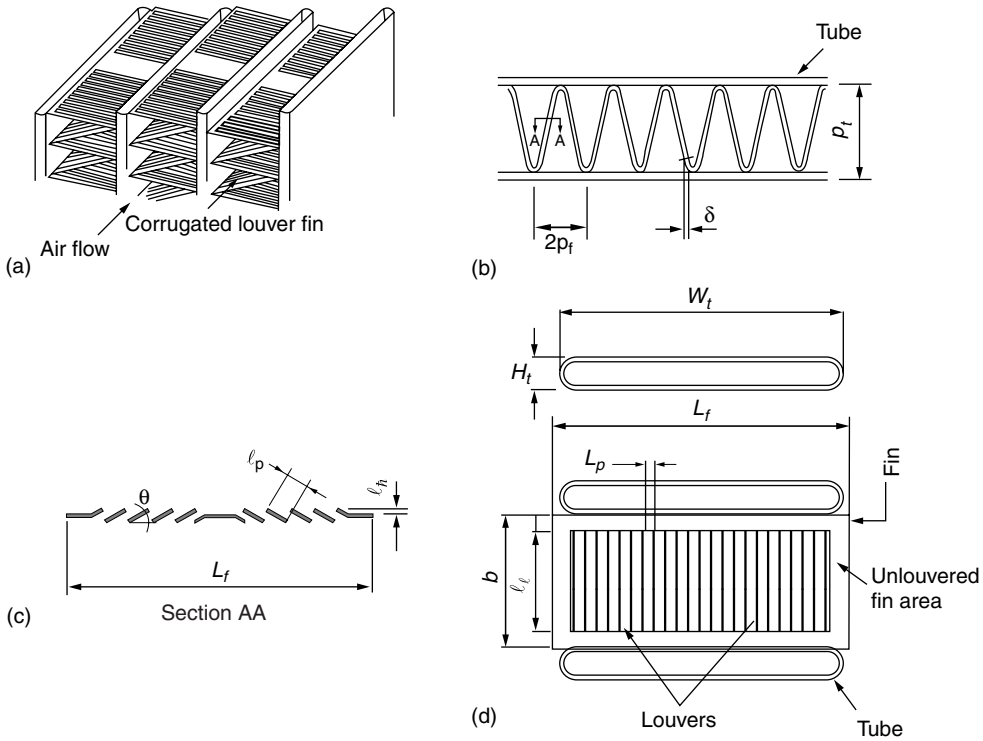 Corrugated louver fin
Air flow
(a)
Tube
A A
p_t
δ
2p_f
(b)
ℓ_p
ℓ_h
θ
L_f
Section AA
(c)
W_t
H_t
L_f
L_p
Fin
b
ℓ_ℓ
Unlouvered
fin area
Louvers
Tube
(d)